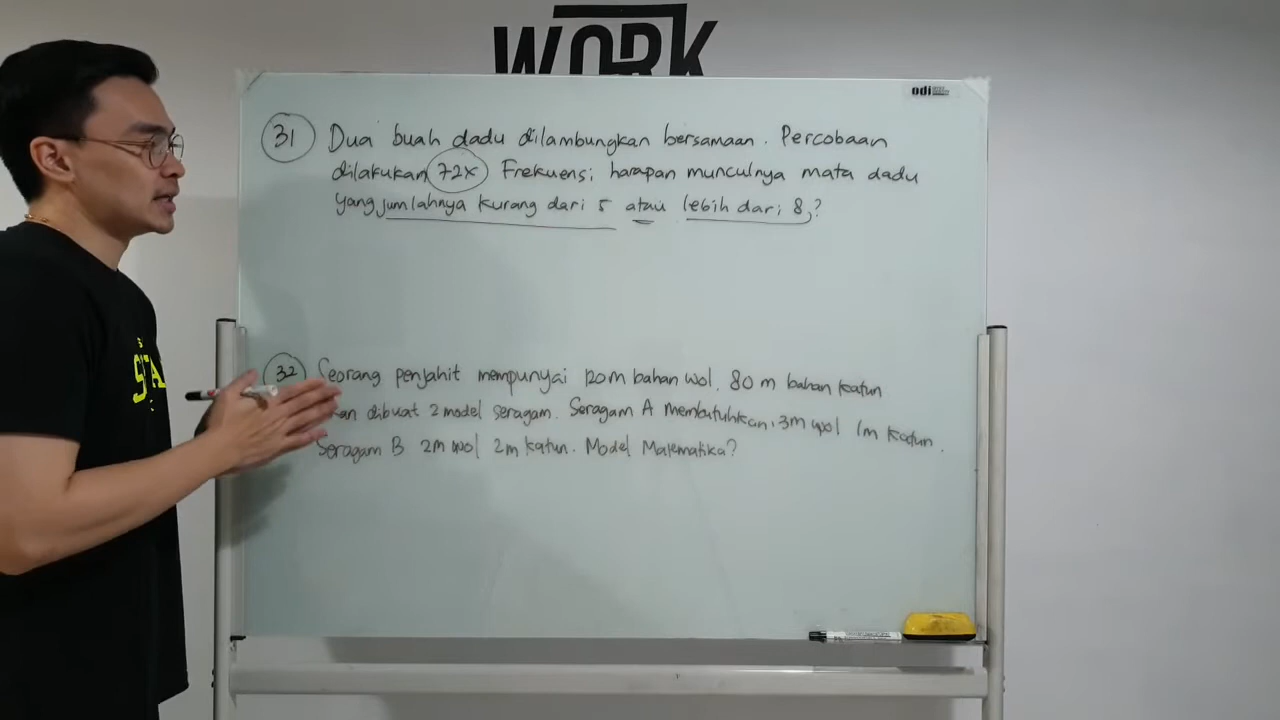 WORK
odi
31 Dua buah dadu dilambungkan bersamaan. Percobaan
dilakukan 72x Frekuensi harapan munculnya mata dadu
yang jumlahnya kurang dari 5 atau lebih dari 8,?
32 Seorang penjahit mempunyai 120m bahan wol. 80 m bahan katun
dibuat 2 model seragam. Seragam A membutuhkan 3m wol 1m katun.
Seragam B 2m wol 2m katun. Model Matematika?